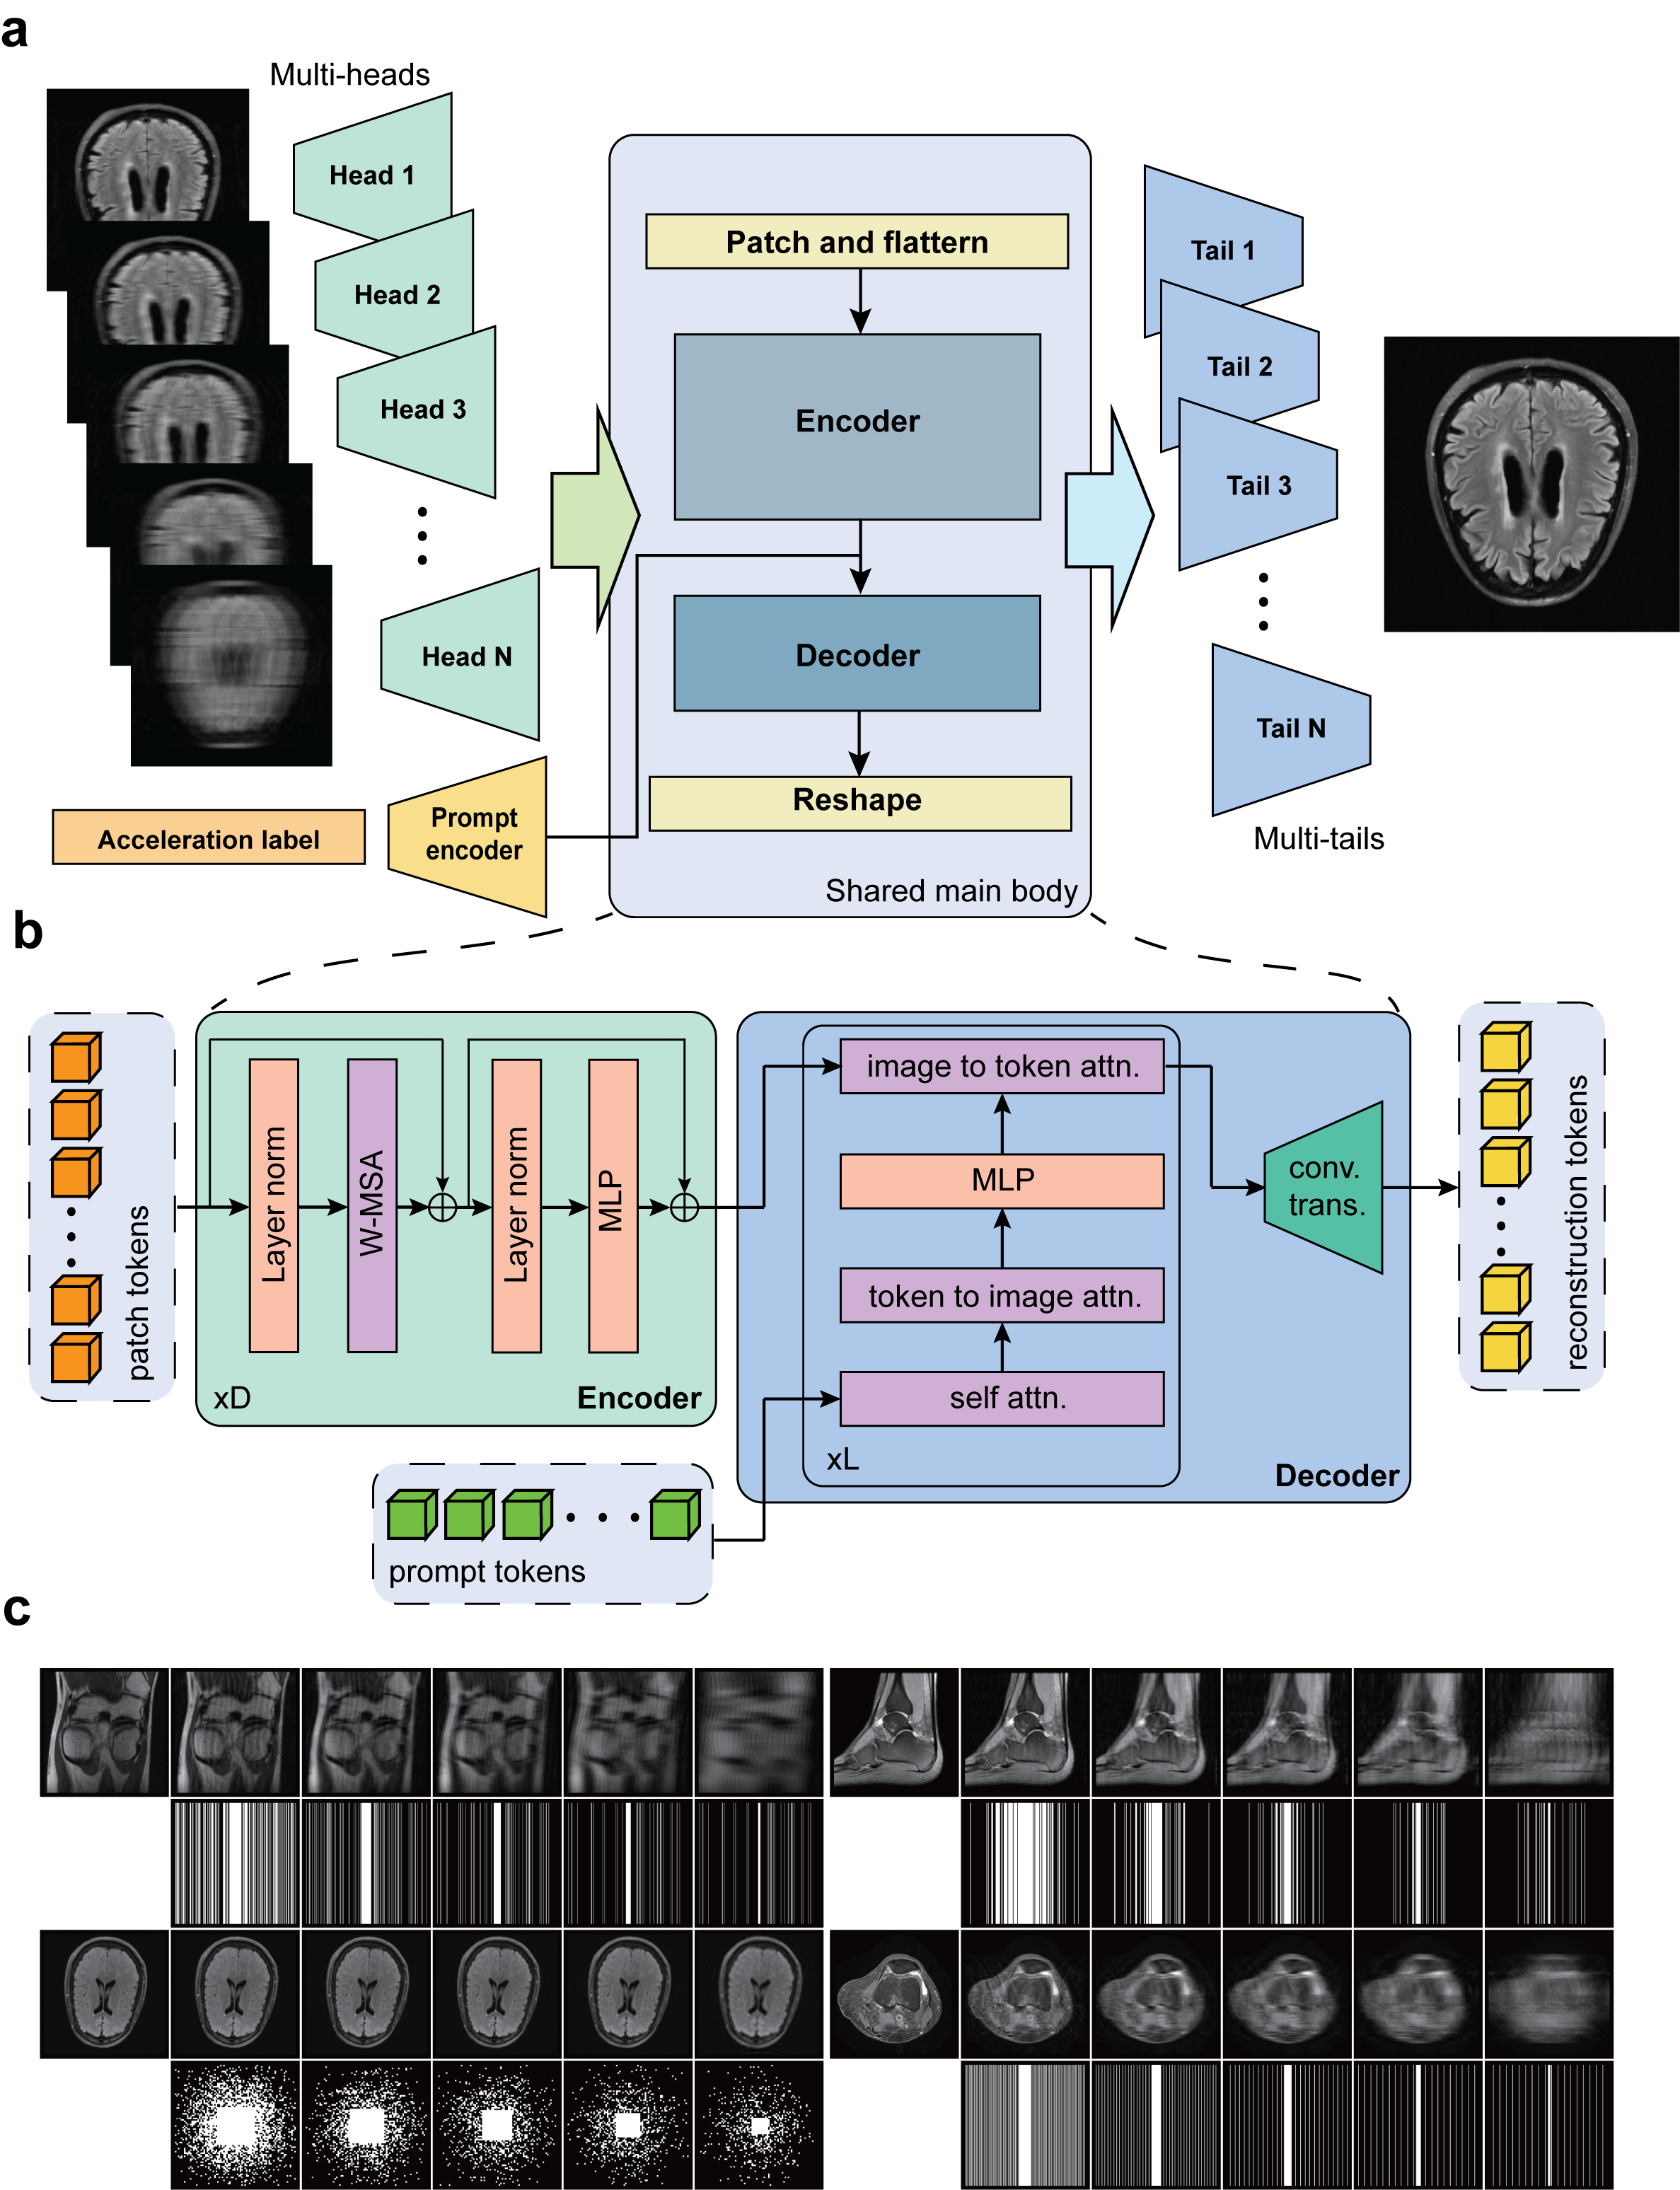 a
Multi-heads
Head 1
Head 2
Head 3
Head N
Acceleration label
Prompt
encoder
Patch and flattern
Encoder
Decoder
Reshape
Shared main body
Tail 1
Tail 2
Tail 3
Tail N
Multi-tails
b
patch tokens
Layer norm
W-MSA
Layer norm
MLP
xD
Encoder
prompt tokens
image to token attn.
MLP
token to image attn.
self attn.
xL
conv.
trans.
Decoder
reconstruction tokens
c